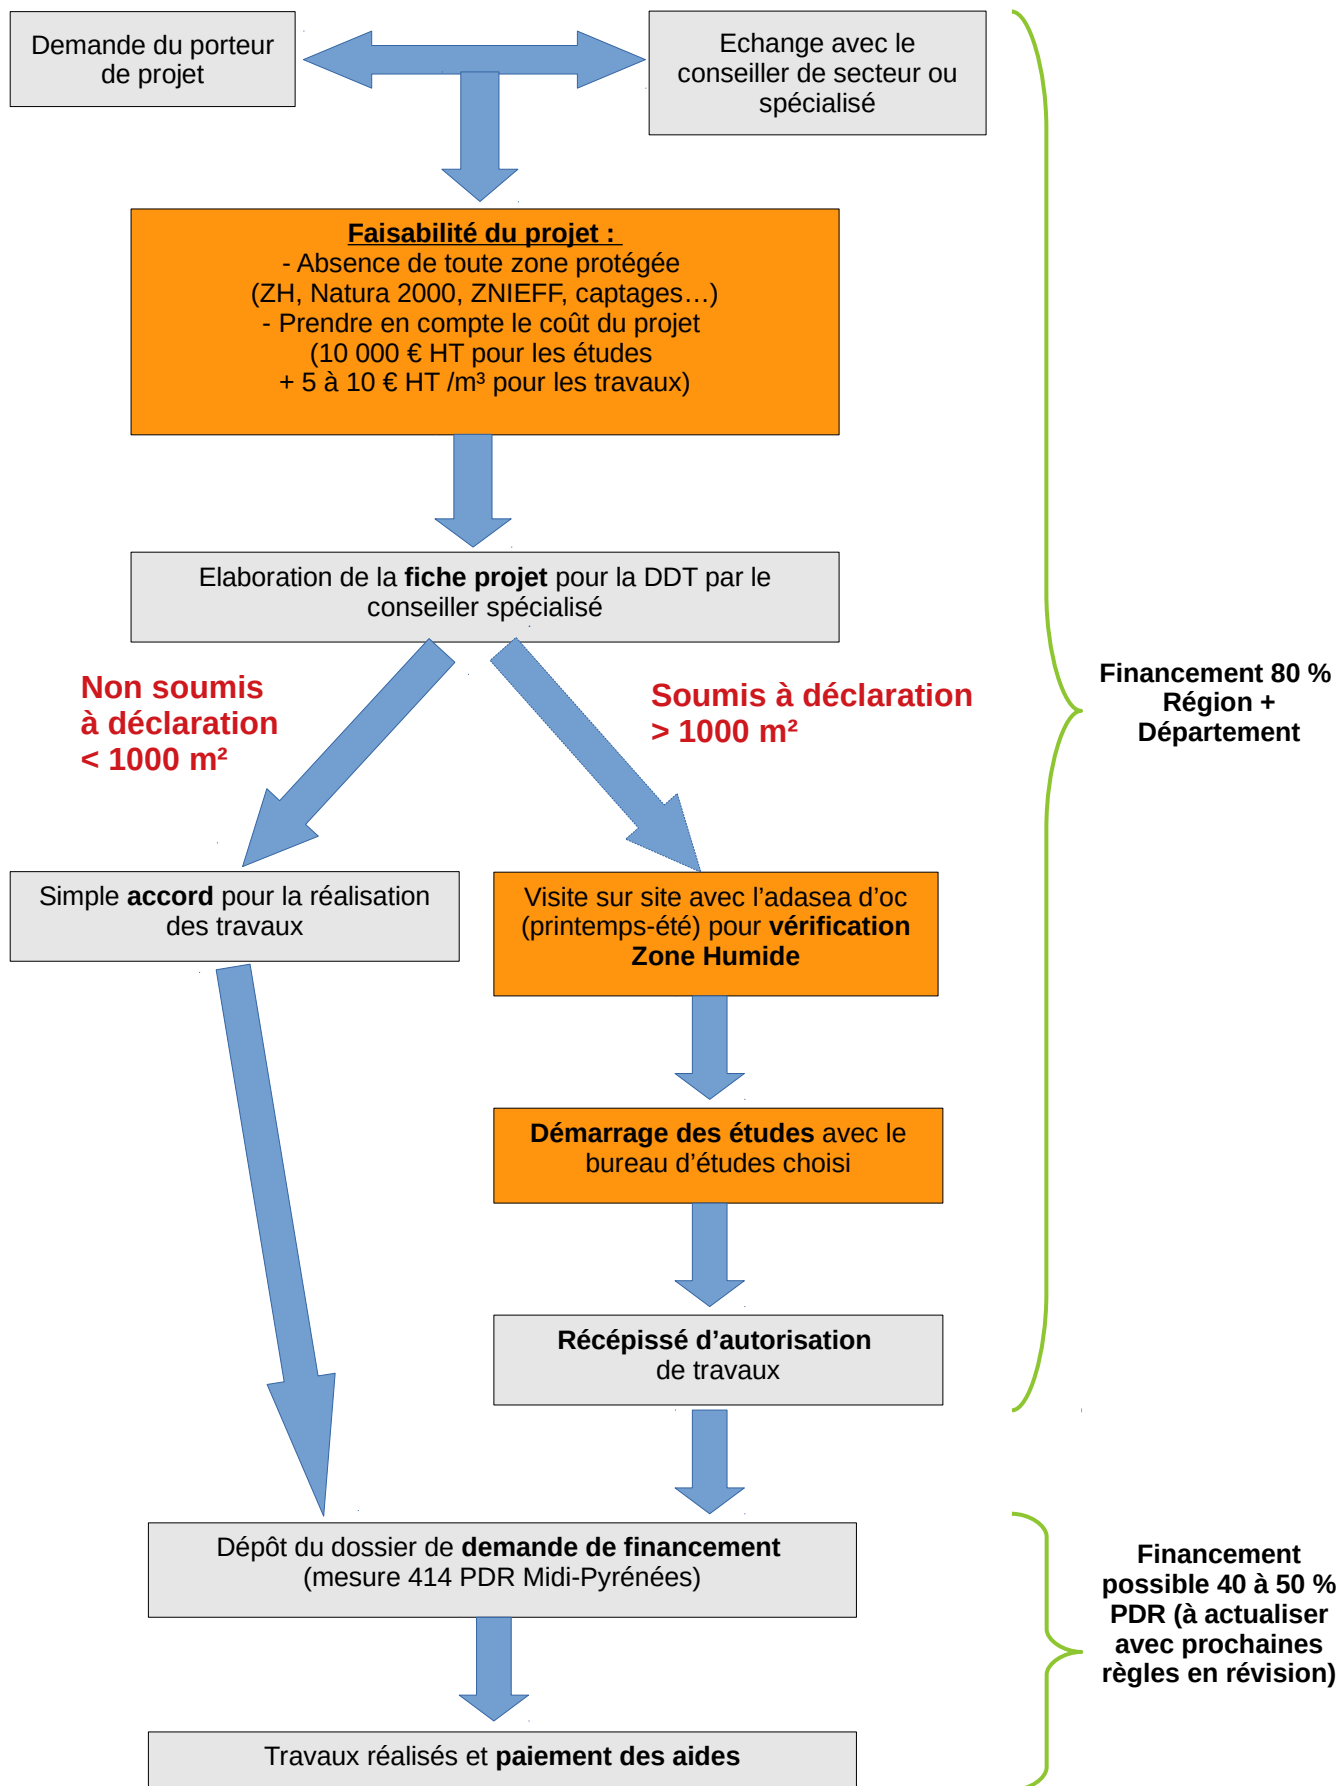 Demande du porteur
de projet
Echange avec le
conseiller de secteur ou
spécialisé
Faisabilité du projet :
- Absence de toute zone protégée
(ZH, Natura 2000, ZNIEFF, captages…)
- Prendre en compte le coût du projet
(10 000 € HT pour les études
+ 5 à 10 € HT /m³ pour les travaux)
Elaboration de la fiche projet pour la DDT par le
conseiller spécialisé
Non soumis
à déclaration
< 1000 m²
Soumis à déclaration
> 1000 m²
Financement 80 %
Région +
Département
Simple accord pour la réalisation
des travaux
Visite sur site avec l’adasea d’oc
(printemps-été) pour vérification
Zone Humide
Démarrage des études avec le
bureau d’études choisi
Récépissé d’autorisation
de travaux
Dépôt du dossier de demande de financement
(mesure 414 PDR Midi-Pyrénées)
Financement
possible 40 à 50 %
PDR (à actualiser
avec prochaines
règles en révision)
Travaux réalisés et paiement des aides